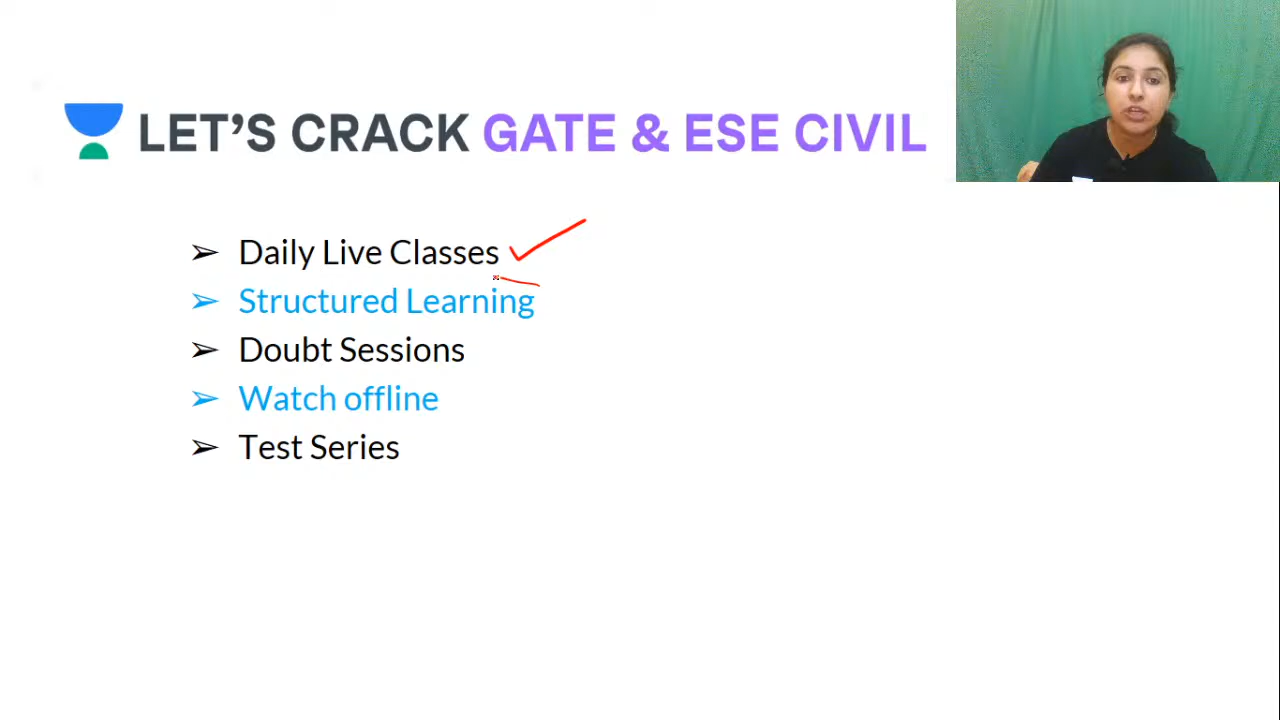 LET'S CRACK GATE & ESE CIVIL
➢ Daily Live Classes
➢ Structured Learning
➢ Doubt Sessions
➢ Watch offline
➢ Test Series